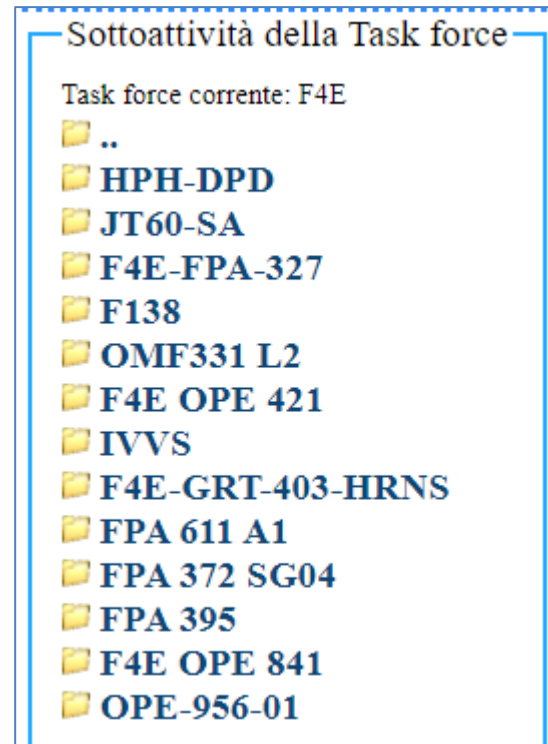 Sottoattività della Task force
Task force corrente: F4E
..
HPH-DPD
JT60-SA
F4E-FPA-327
F138
OMF331 L2
F4E OPE 421
IVVS
F4E-GRT-403-HRNS
FPA 611 A1
FPA 372 SG04
FPA 395
F4E OPE 841
OPE-956-01